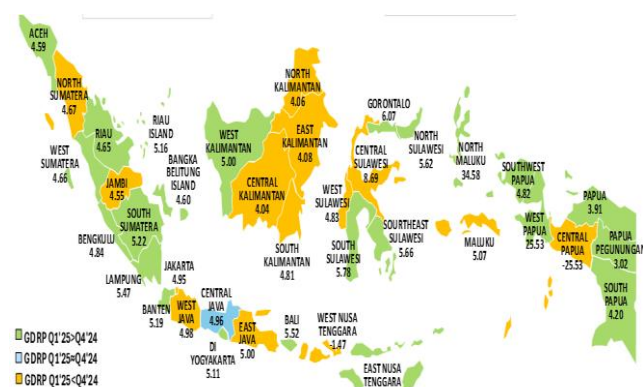 ACEH
4.59
NORTH
SUMATERA
4.67
RIAU
4.65
RIAU
ISLAND
5.16
WEST
SUMATERA
4.66
JAMBI
4.55
BANGKA
BELITUNG
ISLAND
4.60
SOUTH
SUMATERA
5.22
BENGKULU
4.84
LAMPUNG
5.47
JAKARTA
4.95
BANTEN
5.19
WEST
JAVA
4.98
CENTRAL
JAVA
4.96
DI
YOGYAKARTA
5.11
EAST
JAVA
5.00
BALI
5.52
WEST NUSA
TENGGARA
-1.47
EAST NUSA
TENGGARA
WEST
KALIMANTAN
5.00
CENTRAL
KALIMANTAN
4.04
SOUTH
KALIMANTAN
4.81
EAST
KALIMANTAN
4.08
NORTH
KALIMANTAN
4.06
GORONTALO
6.07
NORTH
SULAWESI
5.62
CENTRAL
SULAWESI
8.69
WEST
SULAWESI
4.83
SOUTH
SULAWESI
5.78
SOURTHEAST
SULAWESI
5.66
NORTH
MALUKU
34.58
MALUKU
5.07
SOUTHWEST
PAPUA
4.82
WEST
PAPUA
25.53
PAPUA
3.91
CENTRAL
PAPUA
-25.53
PAPUA
PEGUNUNGAN
3.02
SOUTH
PAPUA
4.20
GDRP Q1'25>Q4'24
GDRP Q1'25=Q4'24
GDRP Q1'25<Q4'24